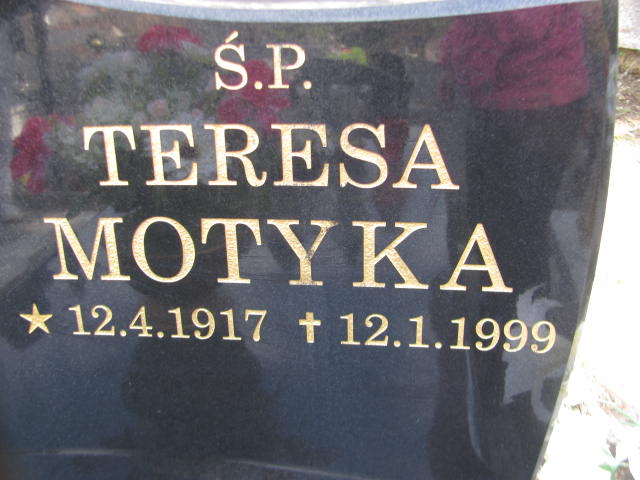 Ś.P.
TERESA
MOTYKA
★ 12.4.1917 ✝ 12.1.1999